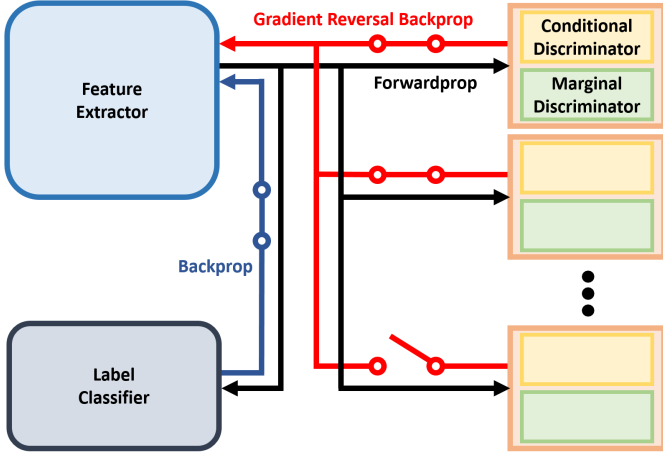 Gradient Reversal Backprop
Conditional
Discriminator
Feature
Extractor
Forwardprop
Marginal
Discriminator
Backprop
Label
Classifier